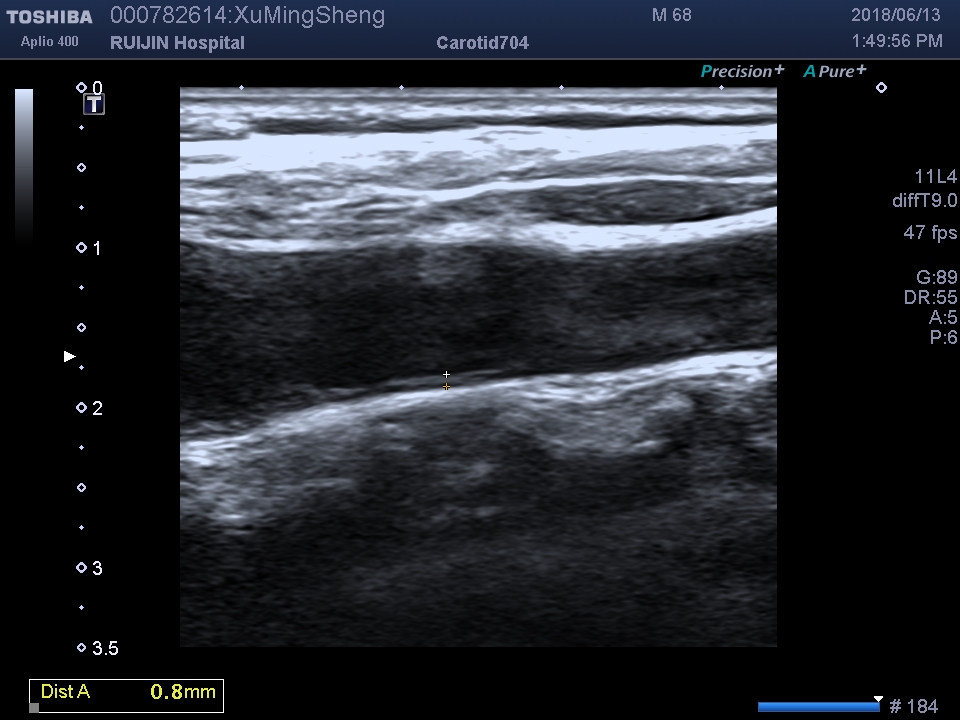 TOSHIBA 000782614:XuMingSheng M 68 2018/06/13
Aplio 400 RUIJIN Hospital Carotid704 1:49:56 PM
Precision+ A Pure+
0
T
11L4
diffT9.0
47 fps
1
G:89
DR:55
A:5
P:6
2
3
3.5
Dist A 0.8mm
# 184